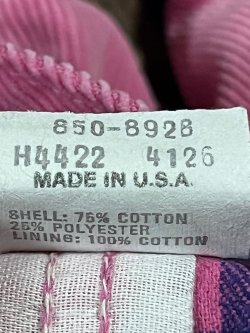 850-8928
H4422 4126
MADE IN U.S.A.
SHELL: 75% COTTON
25% POLYESTER
LINING: 100% COTTON